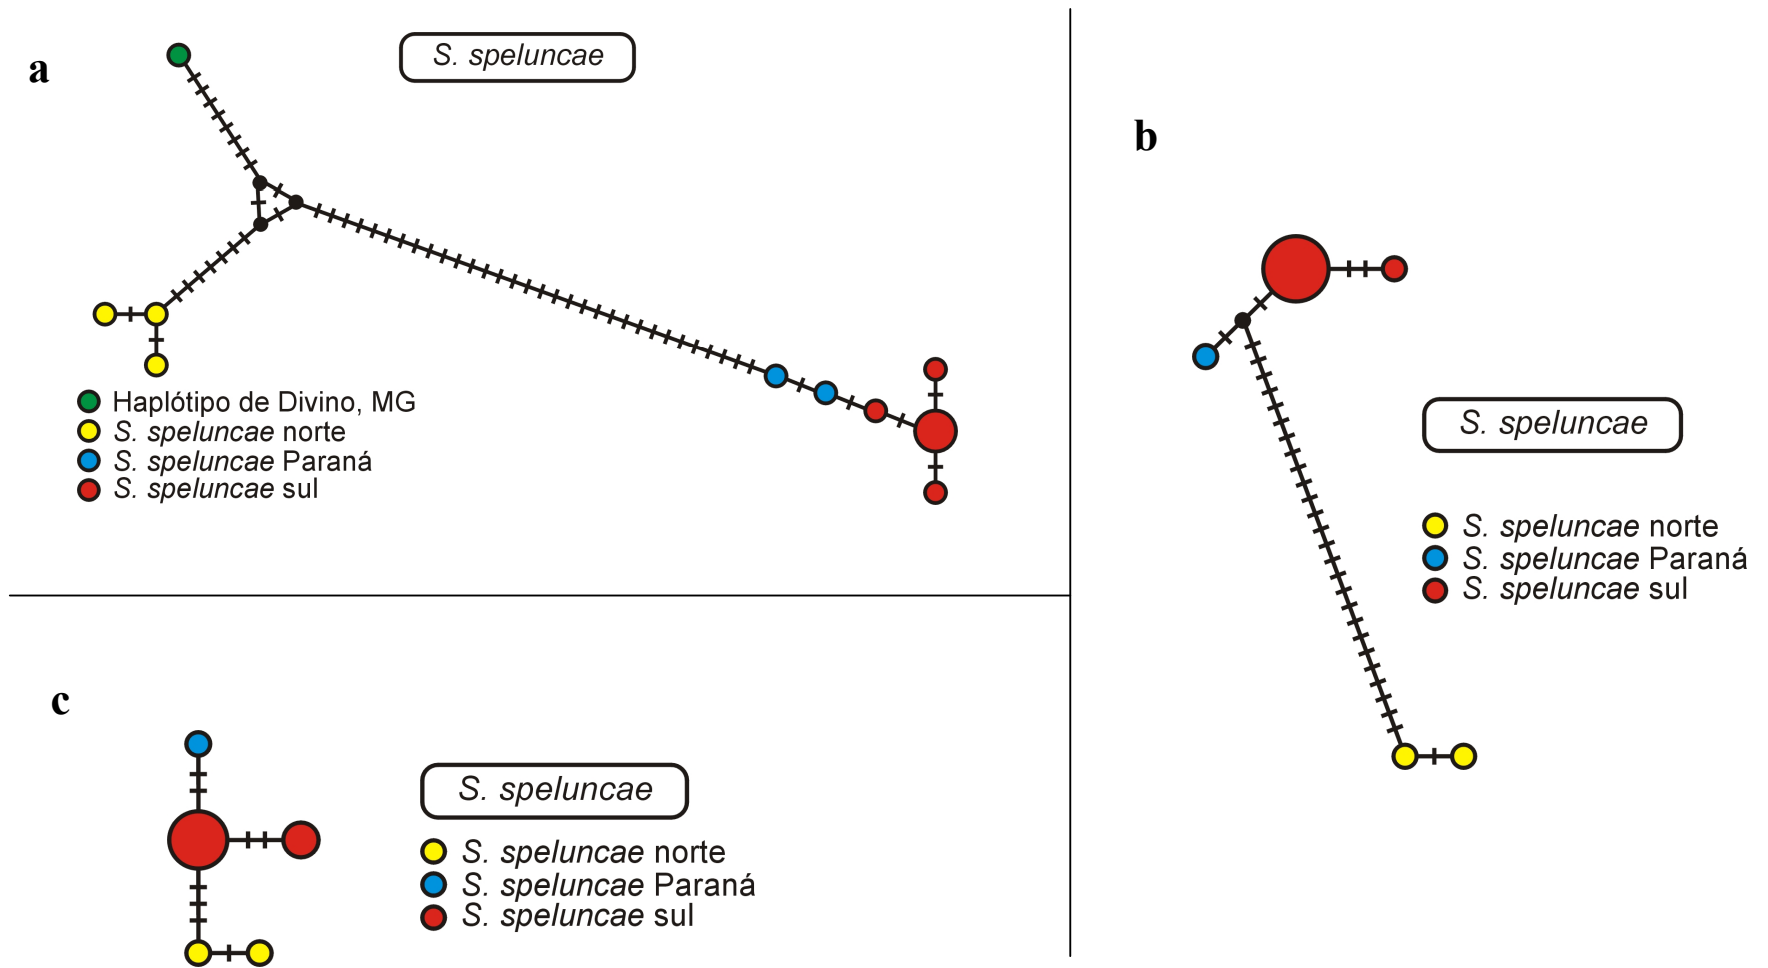 a
S. speluncae
Haplótipo de Divino, MG
S. speluncae norte
S. speluncae Paraná
S. speluncae sul
b
S. speluncae
S. speluncae norte
S. speluncae Paraná
S. speluncae sul
c
S. speluncae
S. speluncae norte
S. speluncae Paraná
S. speluncae sul